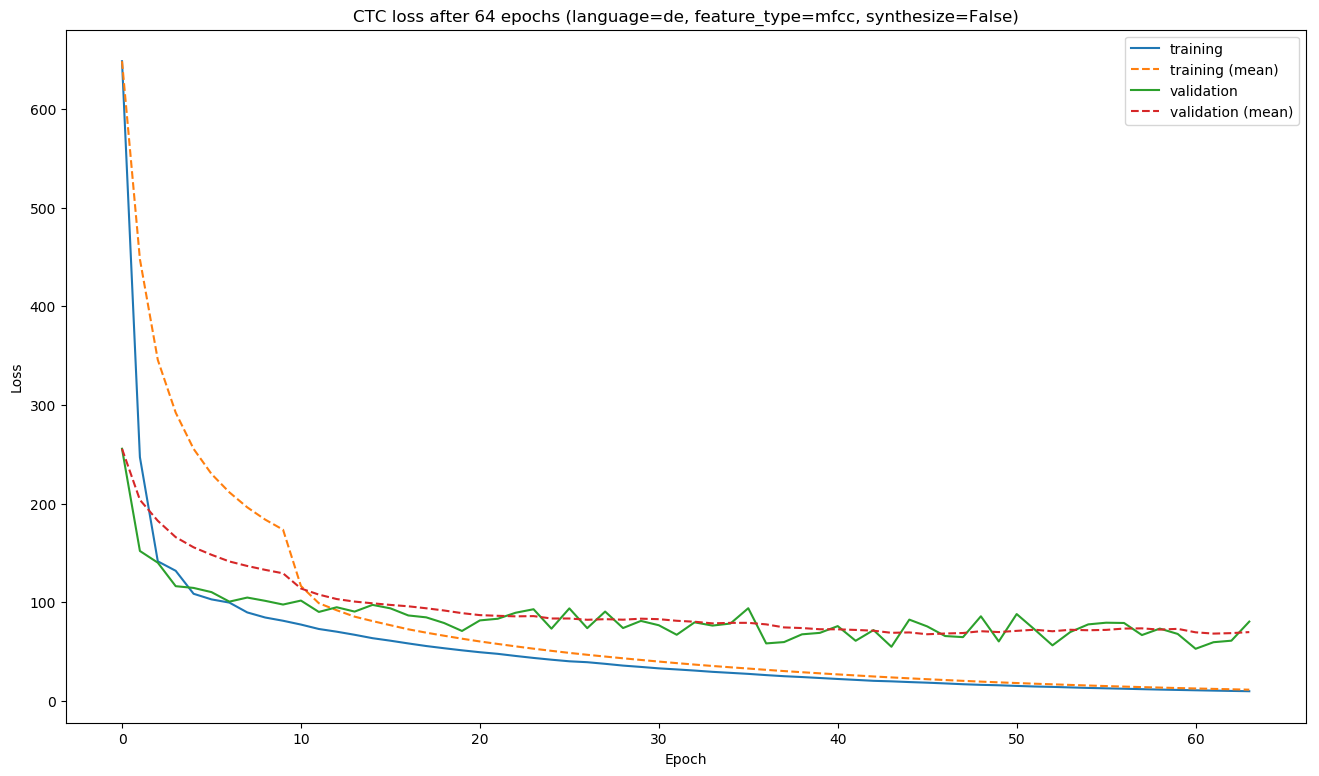 CTC loss after 64 epochs (language=de, feature_type=mfcc, synthesize=False)
training
training (mean)
validation
validation (mean)
Loss
600
500
400
300
200
100
0
0 10 20 30 40 50 60
Epoch